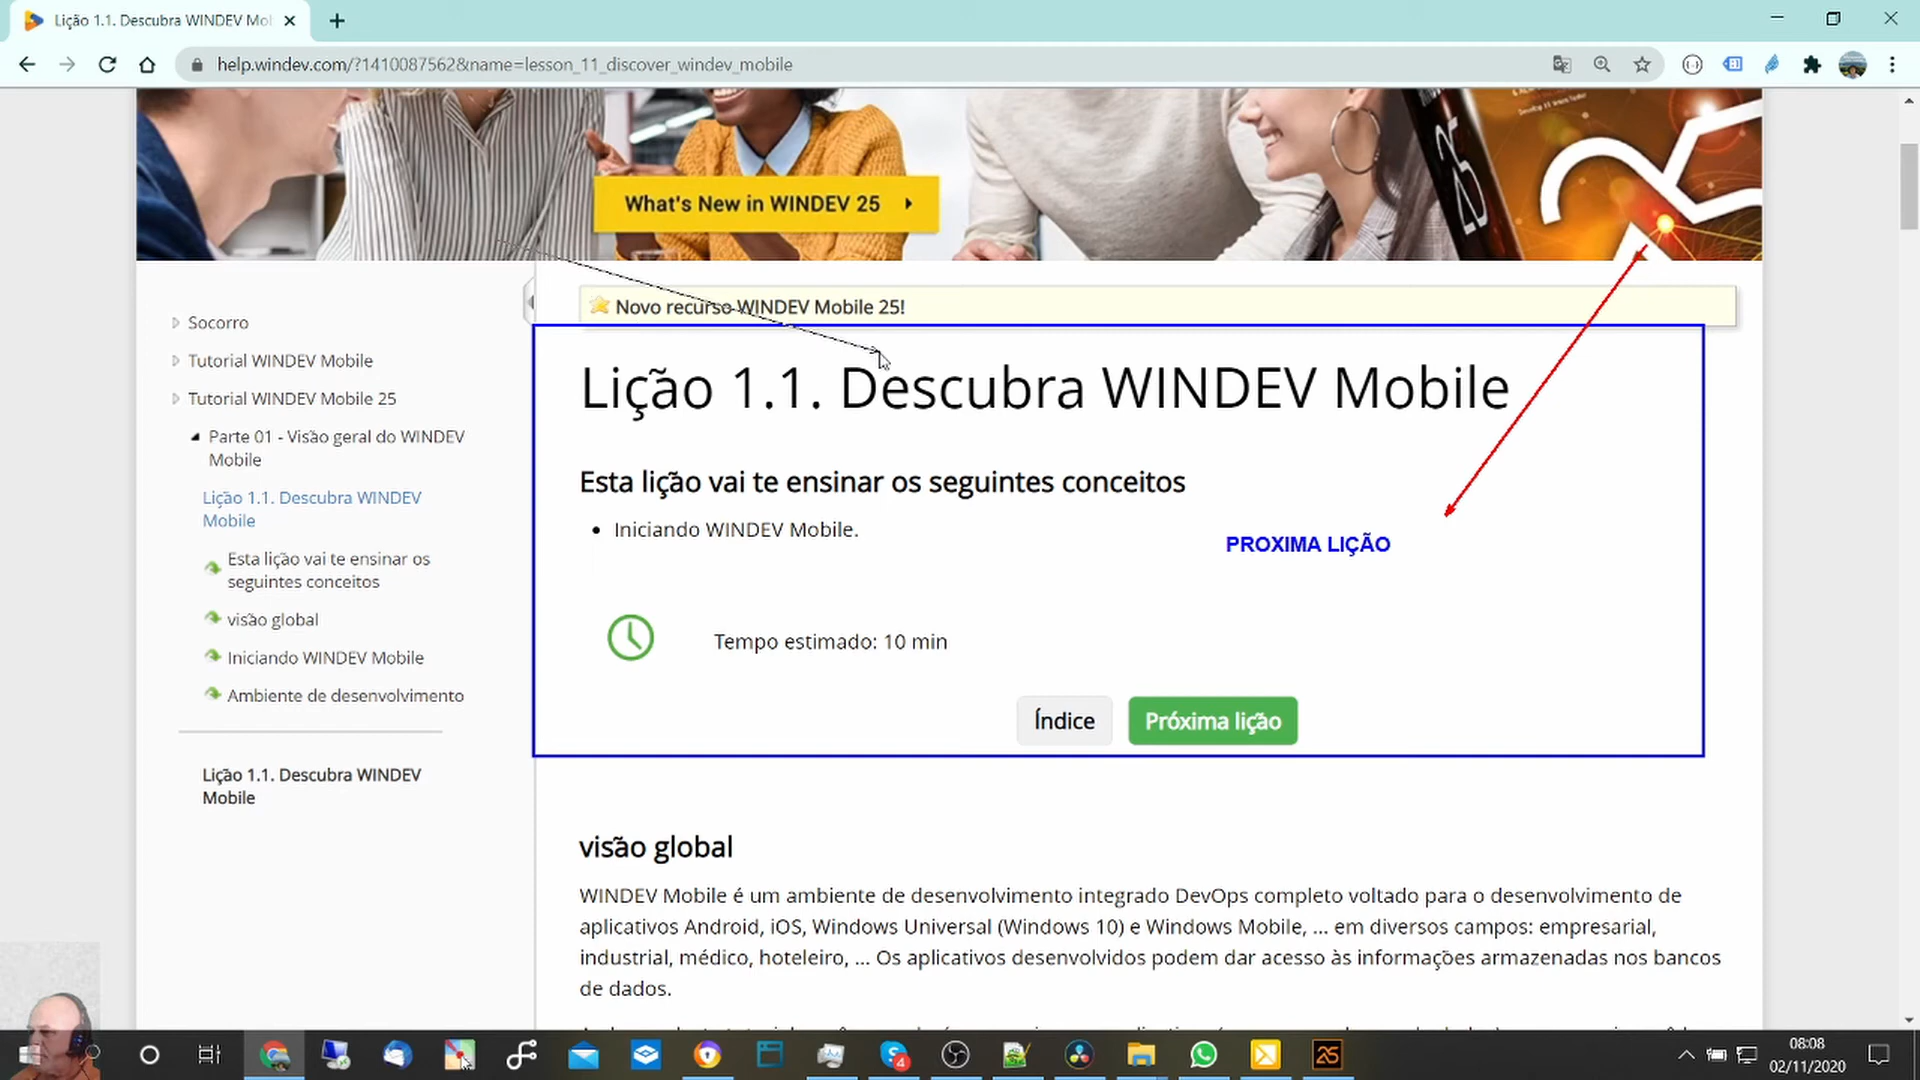 Lição 1.1. Descubra WINDEV Mo
help.windev.com/?1410087562&name=lesson_11_discover_windev_mobile
What's New in WINDEV 25
25
Novo recurso WINDEV Mobile 25!
Socorro
Tutorial WINDEV Mobile
Tutorial WINDEV Mobile 25
Parte 01 - Visão geral do WINDEV
Mobile
Lição 1.1. Descubra WINDEV
Mobile
Esta lição vai te ensinar os
seguintes conceitos
visão global
Iniciando WINDEV Mobile
Ambiente de desenvolvimento
Lição 1.1. Descubra WINDEV
Mobile
Lição 1.1. Descubra WINDEV Mobile
Esta lição vai te ensinar os seguintes conceitos
Iniciando WINDEV Mobile.
PROXIMA LIÇÃO
Tempo estimado: 10 min
Índice
Próxima lição
visão global
WINDEV Mobile é um ambiente de desenvolvimento integrado DevOps completo voltado para o desenvolvimento de
aplicativos Android, iOS, Windows Universal (Windows 10) e Windows Mobile, ... em diversos campos: empresarial,
industrial, médico, hoteleiro, ... Os aplicativos desenvolvidos podem dar acesso às informações armazenadas nos bancos
de dados.
4
25
08:08
02/11/2020